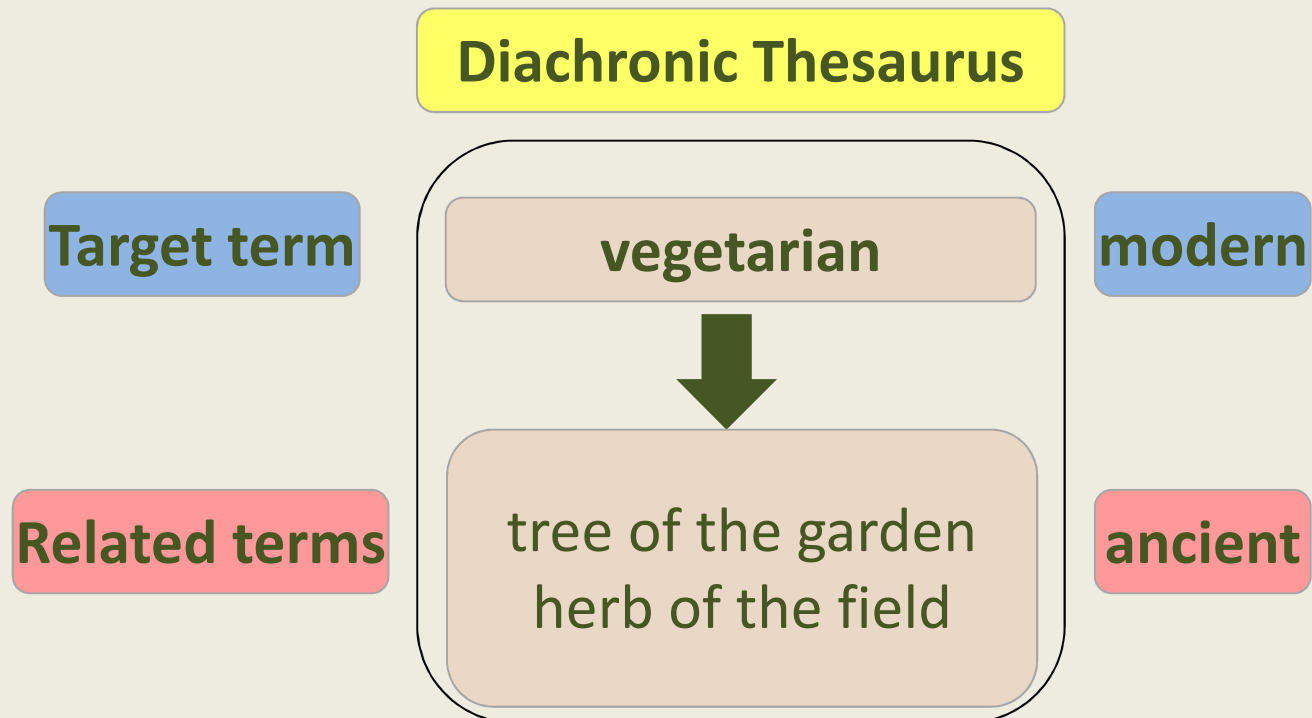 Diachronic Thesaurus
Target term
vegetarian
modern
Related terms
tree of the garden
herb of the field
ancient